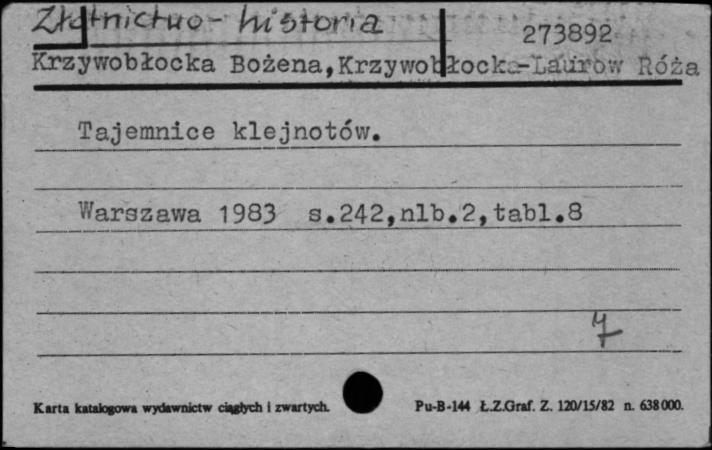 Złotnictwo - historia
273892
Krzywobłocka Bożena,Krzywobłocka-Laurow Róża
Tajemnice klejnotów.
Warszawa 1983 s.242,nlb.2,tabl.8
Karta katalogowa wydawnictw ciągłych i zwartych.
Pu-B-144 Ł.Z.Graf. Z. 120/15/82 n. 638000.